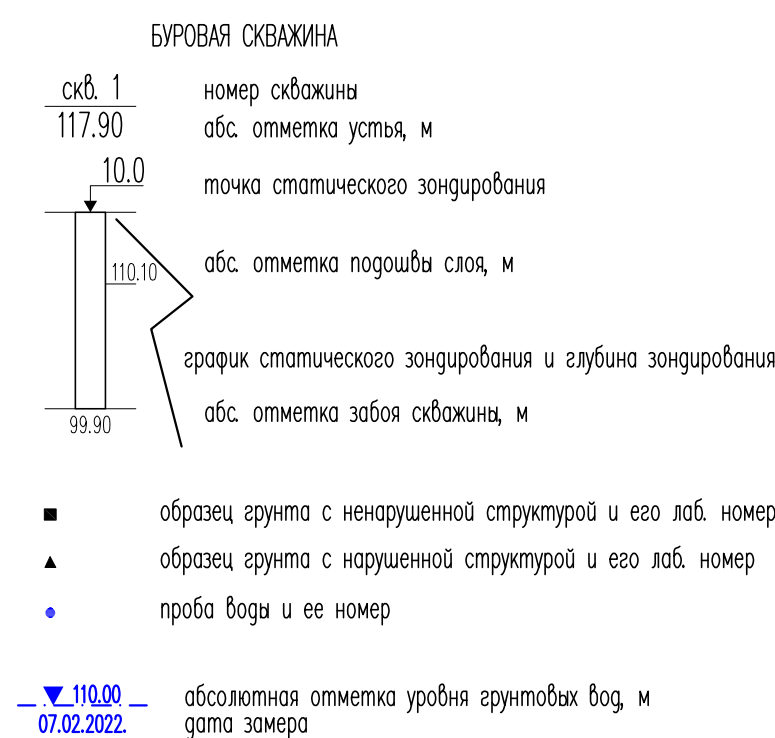 БУРОВАЯ СКВАЖИНА
скв. 1 номер скважины
117.90 абс. отметка устья, м
10.0 точка статического зондирования
110.10 абс. отметка подошвы слоя, м
график статического зондирования и глубина зондирования
99.90 абс. отметка забоя скважины, м
образец грунта с ненарушенной структурой и его лаб. номер
образец грунта с нарушенной структурой и его лаб. номер
проба воды и ее номер
110.00 абсолютная отметка уровня грунтовых вод, м
07.02.2022. дата замера